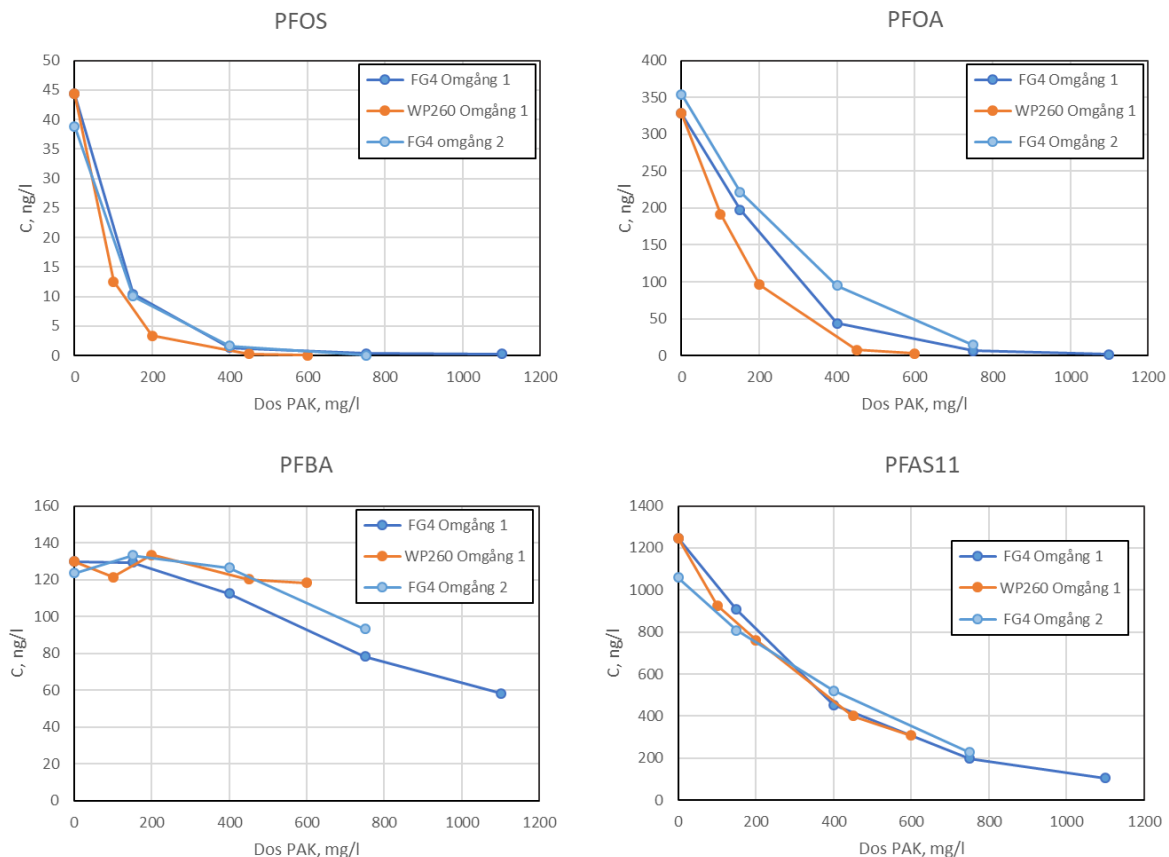 PFOS
50
45
40
35
30
25
20
15
10
5
0
C, ng/l
FG4 Omgång 1
WP260 Omgång 1
FG4 omgång 2
0 200 400 600 800 1000 1200
Dos PAK, mg/l
PFOA
400
350
300
250
200
150
100
50
0
C, ng/l
FG4 Omgång 1
WP260 Omgång 1
FG4 Omgång 2
0 200 400 600 800 1000 1200
Dos PAK, mg/l
PFBA
160
140
120
100
80
60
40
20
0
C, ng/l
FG4 Omgång 1
WP260 Omgång 1
FG4 Omgång 2
0 200 400 600 800 1000 1200
Dos PAK, mg/l
PFAS11
1400
1200
1000
800
600
400
200
0
C, ng/l
FG4 Omgång 1
WP260 Omgång 1
FG4 Omgång 2
0 200 400 600 800 1000 1200
Dos PAK, mg/l